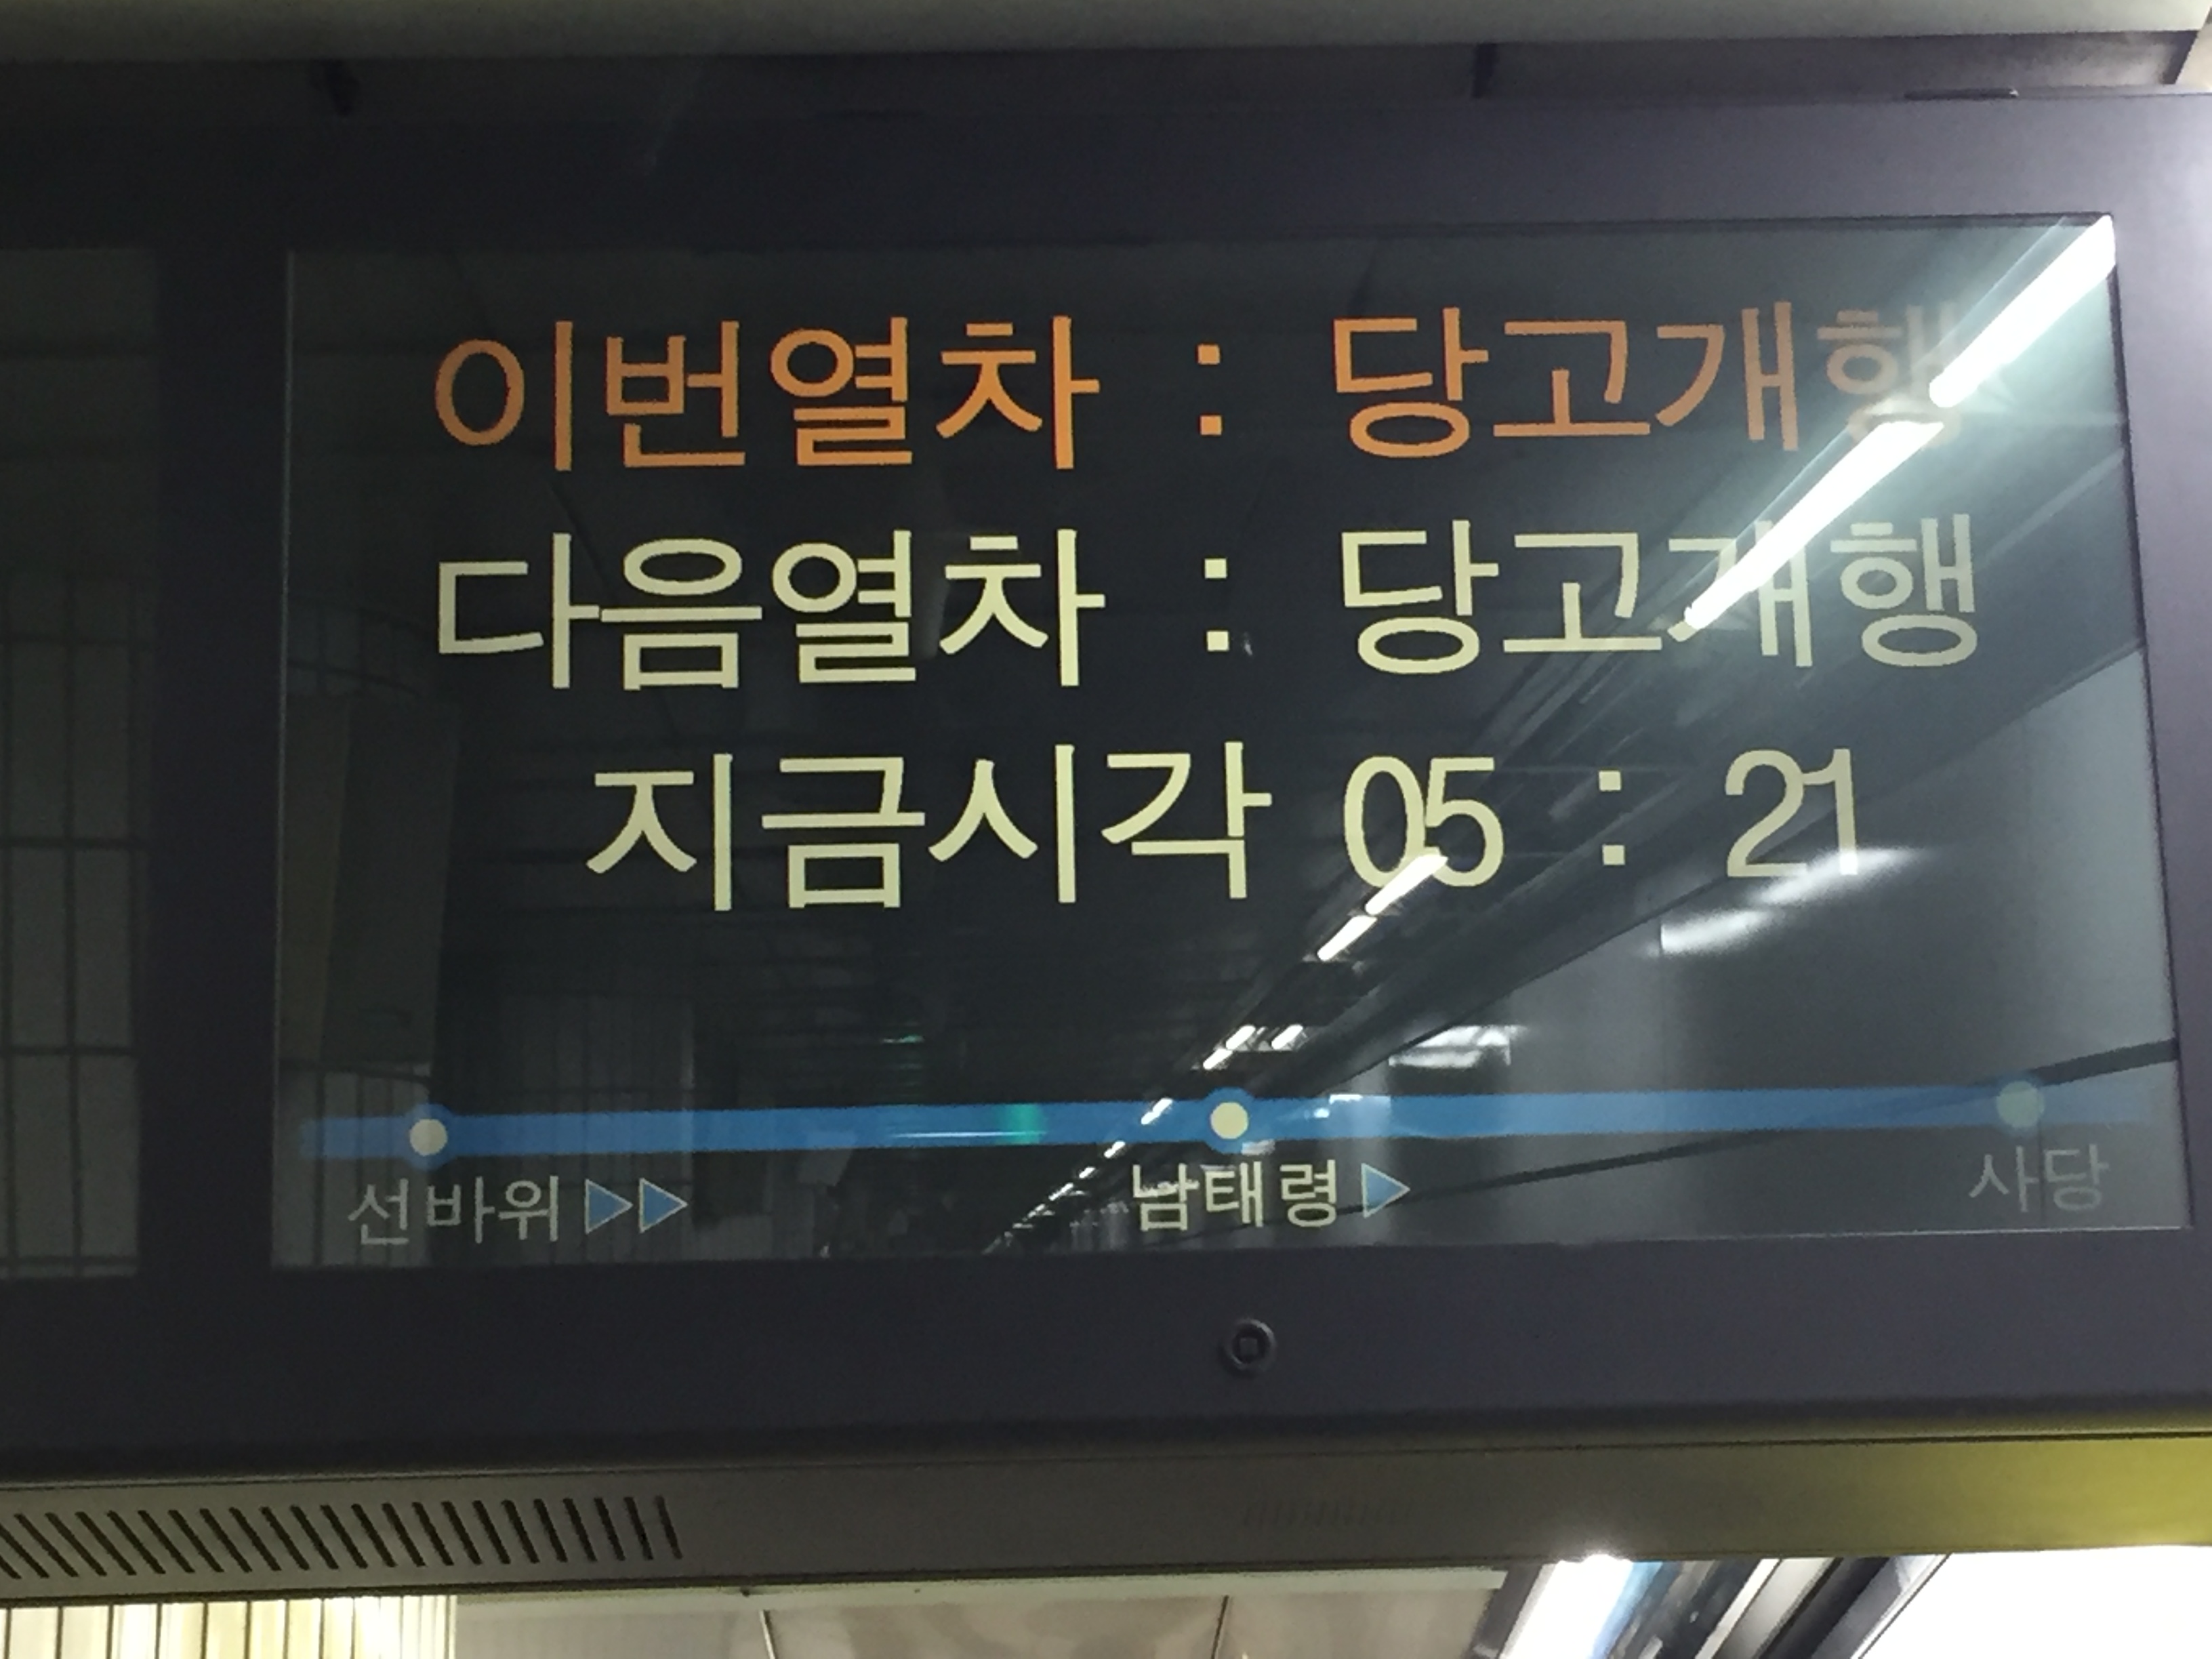 이번열차 : 당고개행
다음열차 : 당고개행
지금시각 05 : 21
선바위 ▷▷ 남태령 ▷ 사당